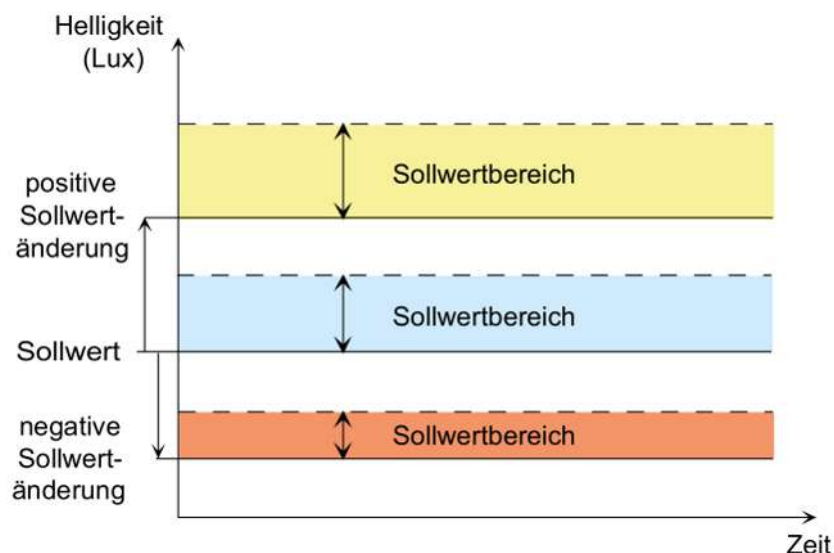 Helligkeit
(Lux)
Sollwertbereich
positive
Sollwert-
änderung
Sollwertbereich
Sollwert
negative
Sollwert-
änderung
Sollwertbereich
Zeit